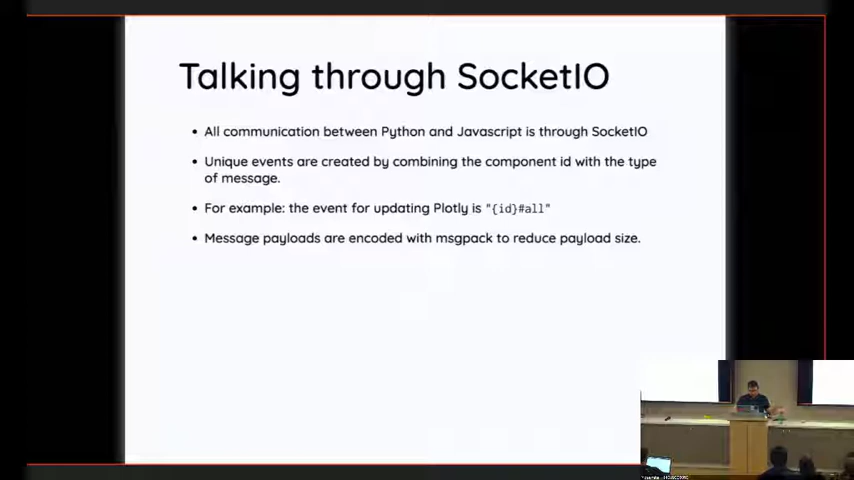 Talking through SocketIO
• All communication between Python and Javascript is through SocketIO
• Unique events are created by combining the component id with the type
of message.
• For example: the event for updating Plotly is "{id}#all"
• Message payloads are encoded with msgpack to reduce payload size.